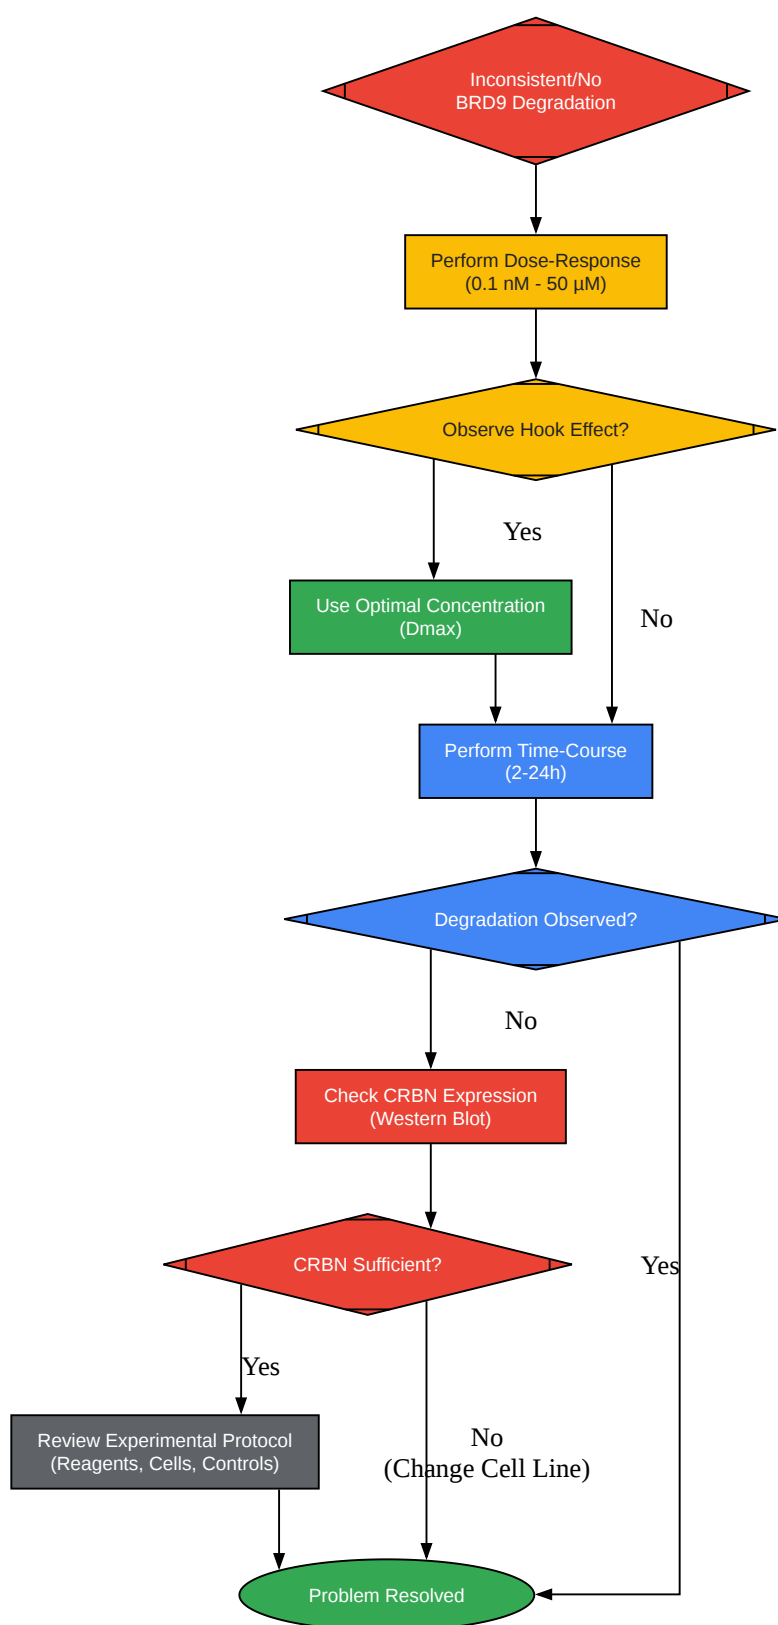 Inconsistent/No
BRD9 Degradation
Perform Dose-Response
(0.1 nM - 50 µM)
Observe Hook Effect?
Yes
Use Optimal Concentration
(Dmax)
No
Perform Time-Course
(2-24h)
Degradation Observed?
No
Check CRBN Expression
(Western Blot)
CRBN Sufficient?
Yes
Yes
Review Experimental Protocol
(Reagents, Cells, Controls)
No
(Change Cell Line)
Problem Resolved